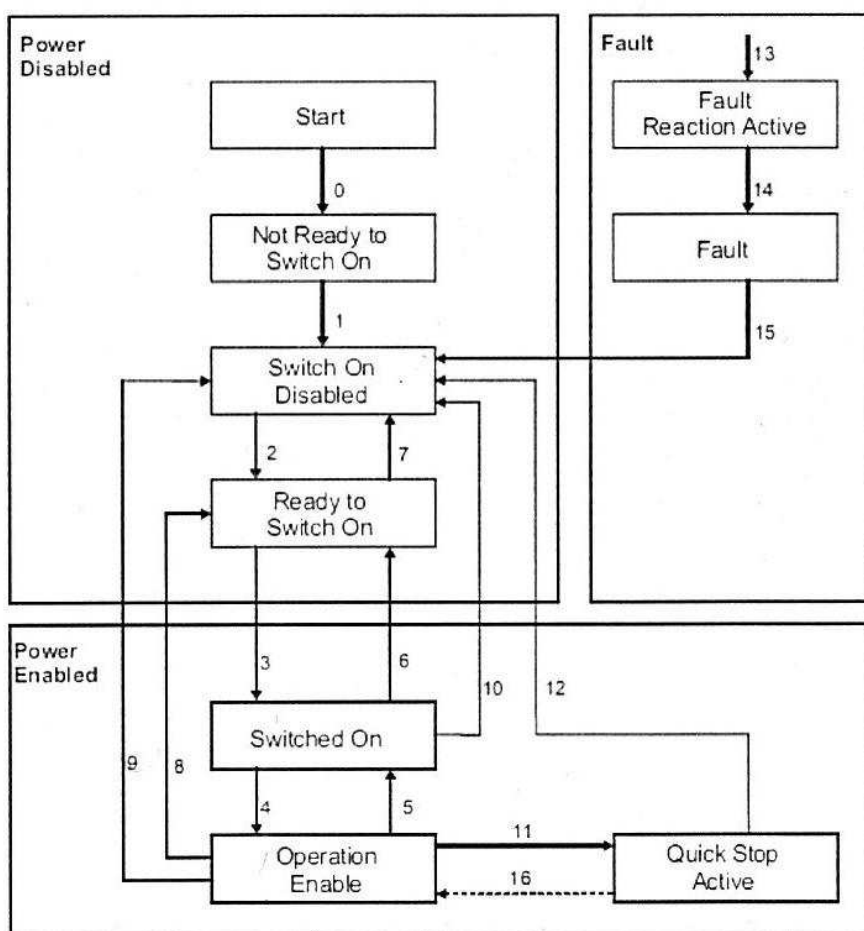 Power
Disabled
Start
0
Not Ready to
Switch On
1
Switch On
Disabled
2
7
Ready to
Switch On
Fault
13
Fault
Reaction Active
14
Fault
15
Power
Enabled
3
6
10
12
Switched On
9
8
4
5
11
Operation
Enable
16
Quick Stop
Active